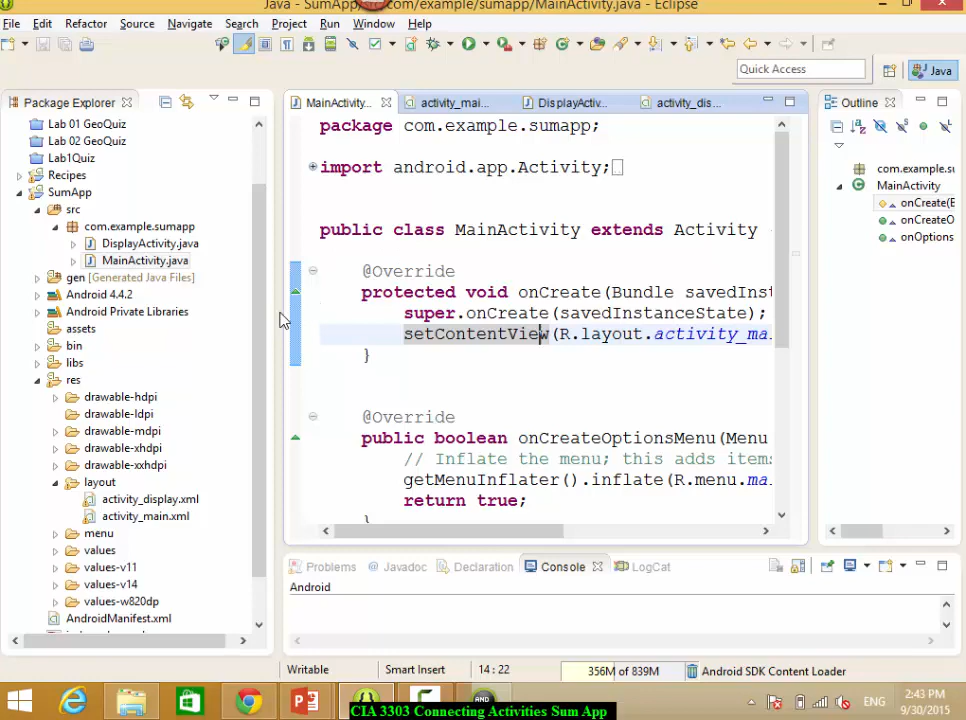 Java - SumApp/src/com/example/sumapp/MainActivity.java - Eclipse
File Edit Refactor Source Navigate Search Project Run Window Help
Quick Access
Java
Package Explorer
Lab 01 GeoQuiz
Lab 02 GeoQuiz
Lab1Quiz
Recipes
SumApp
src
com.example.sumapp
DisplayActivity.java
MainActivity.java
gen [Generated Java Files]
Android 4.4.2
Android Private Libraries
assets
bin
libs
res
drawable-hdpi
drawable-ldpi
drawable-mdpi
drawable-xhdpi
drawable-xxhdpi
layout
activity_display.xml
activity_main.xml
menu
values
values-v11
values-v14
values-w820dp
AndroidManifest.xml
MainActivity... activity_mai... DisplayActiv... activity_dis...
package com.example.sumapp;
import android.app.Activity;
public class MainActivity extends Activity
@Override
protected void onCreate(Bundle savedInst
super.onCreate(savedInstanceState);
setContentView(R.layout.activity_ma
}
@Override
public boolean onCreateOptionsMenu(Menu
// Inflate the menu; this adds items
getMenuInflater().inflate(R.menu.ma
return true;
}
Outline
com.example.su
MainActivity
onCreate(B
onCreateO
onOptions
Problems Javadoc Declaration Console LogCat
Android
Writable Smart Insert 14 : 22 356M of 839M Android SDK Content Loader
ENG
2:43 PM
9/30/2015
CIA 3303 Connecting Activities Sum App